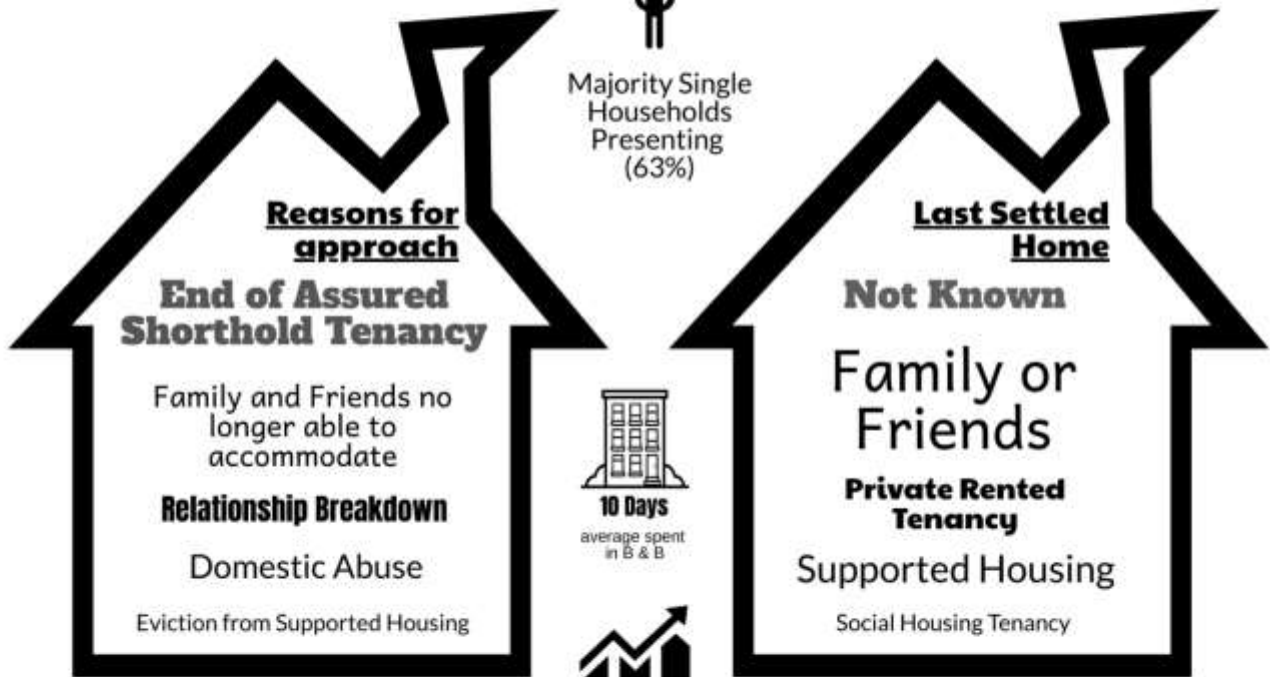 Majority Single
Households
Presenting
(63%)
Reasons for
approach
End of Assured
Shorthold Tenancy
Family and Friends no
longer able to
accommodate
Relationship Breakdown
Domestic Abuse
Eviction from Supported Housing
10 Days
average spent
in B & B
Last Settled
Home
Not Known
Family or
Friends
Private Rented
Tenancy
Supported Housing
Social Housing Tenancy